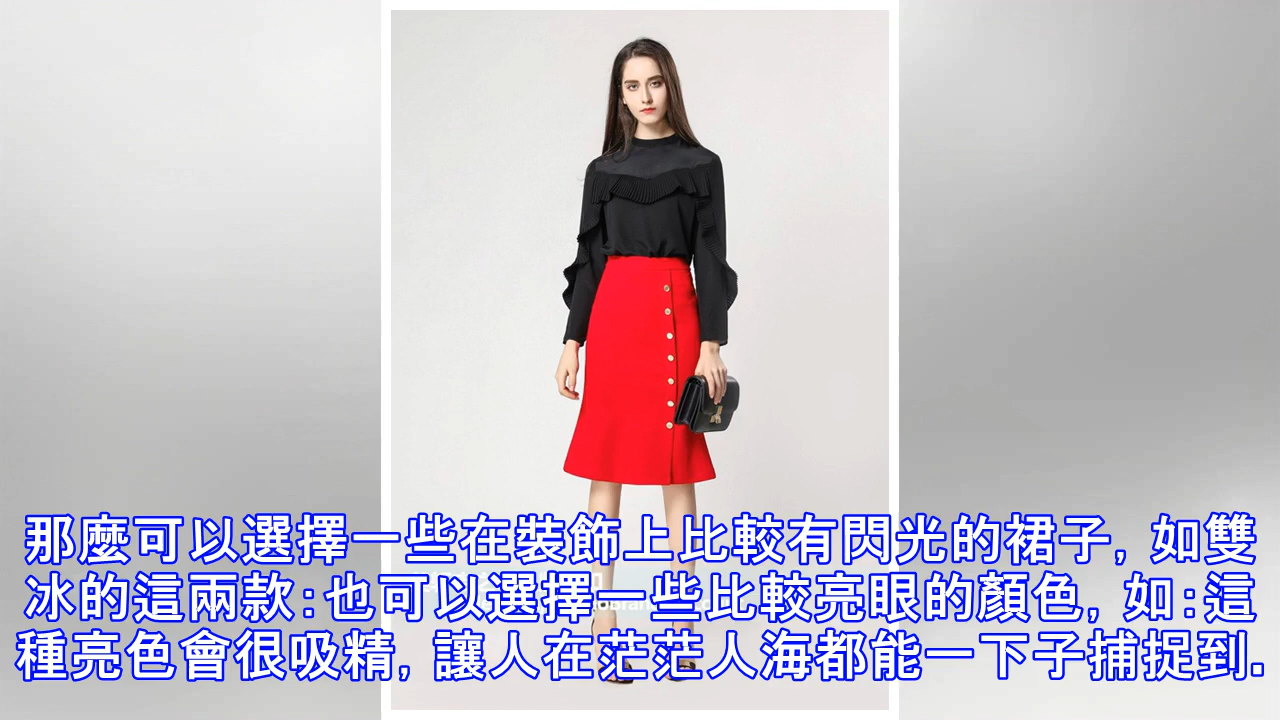 那麼可以選擇一些在裝飾上比較有閃光的裙子, 如雙
冰的這兩款:也可以選擇一些比較亮眼的顏色, 如:這
種亮色會很吸精, 讓人在茫茫人海都能一下子捕捉到.